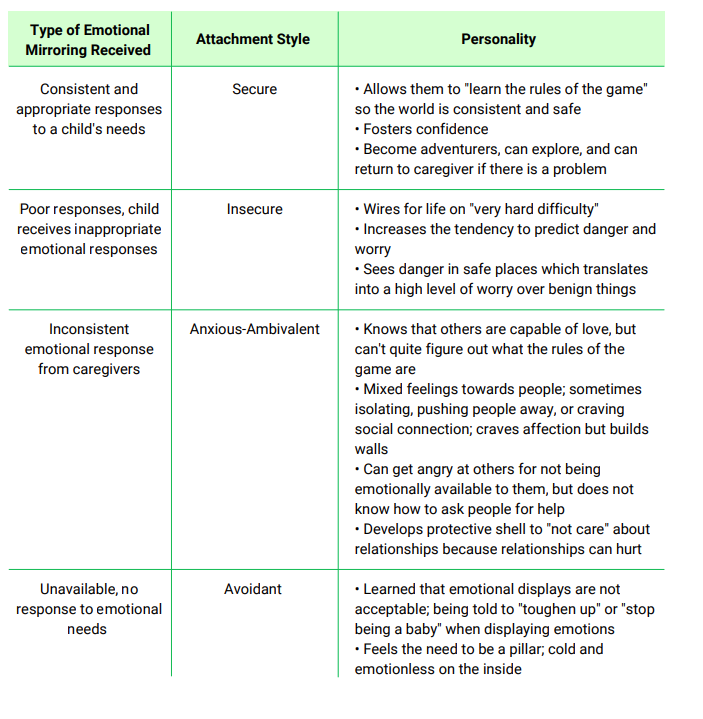 Type of Emotional
Mirroring Received
Attachment Style
Personality
Consistent and
appropriate responses
to a child's needs
Secure
• Allows them to "learn the rules of the game"
so the world is consistent and safe
• Fosters confidence
• Become adventurers, can explore, and can
return to caregiver if there is a problem
Poor responses, child
receives inappropriate
emotional responses
Insecure
• Wires for life on "very hard difficulty"
• Increases the tendency to predict danger and
worry
• Sees danger in safe places which translates
into a high level of worry over benign things
Inconsistent
emotional response
from caregivers
Anxious-Ambivalent
• Knows that others are capable of love, but
can't quite figure out what the rules of the
game are
• Mixed feelings towards people; sometimes
isolating, pushing people away, or craving
social connection; craves affection but builds
walls
• Can get angry at others for not being
emotionally available to them, but does not
know how to ask people for help
• Develops protective shell to "not care" about
relationships because relationships can hurt
Unavailable, no
response to emotional
needs
Avoidant
• Learned that emotional displays are not
acceptable; being told to "toughen up" or "stop
being a baby" when displaying emotions
• Feels the need to be a pillar; cold and
emotionless on the inside